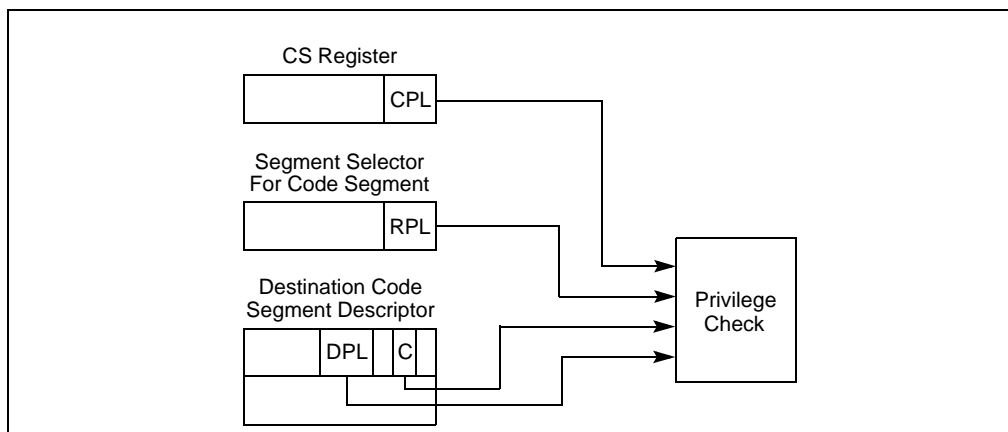 CS Register
CPL
Segment Selector
For Code Segment
RPL
Destination Code
Segment Descriptor
DPL
C
Privilege
Check